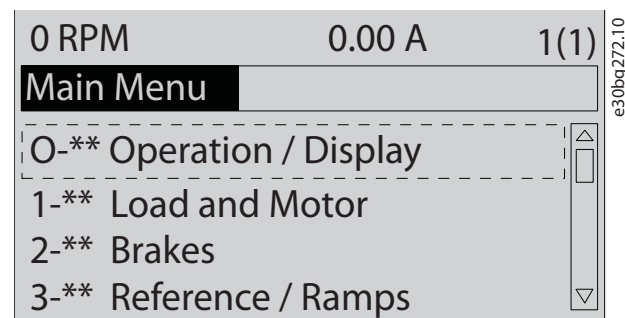 0 RPM 0.00 A 1(1)
Main Menu
O-** Operation / Display
1-** Load and Motor
2-** Brakes
3-** Reference / Ramps
e30bg272.10